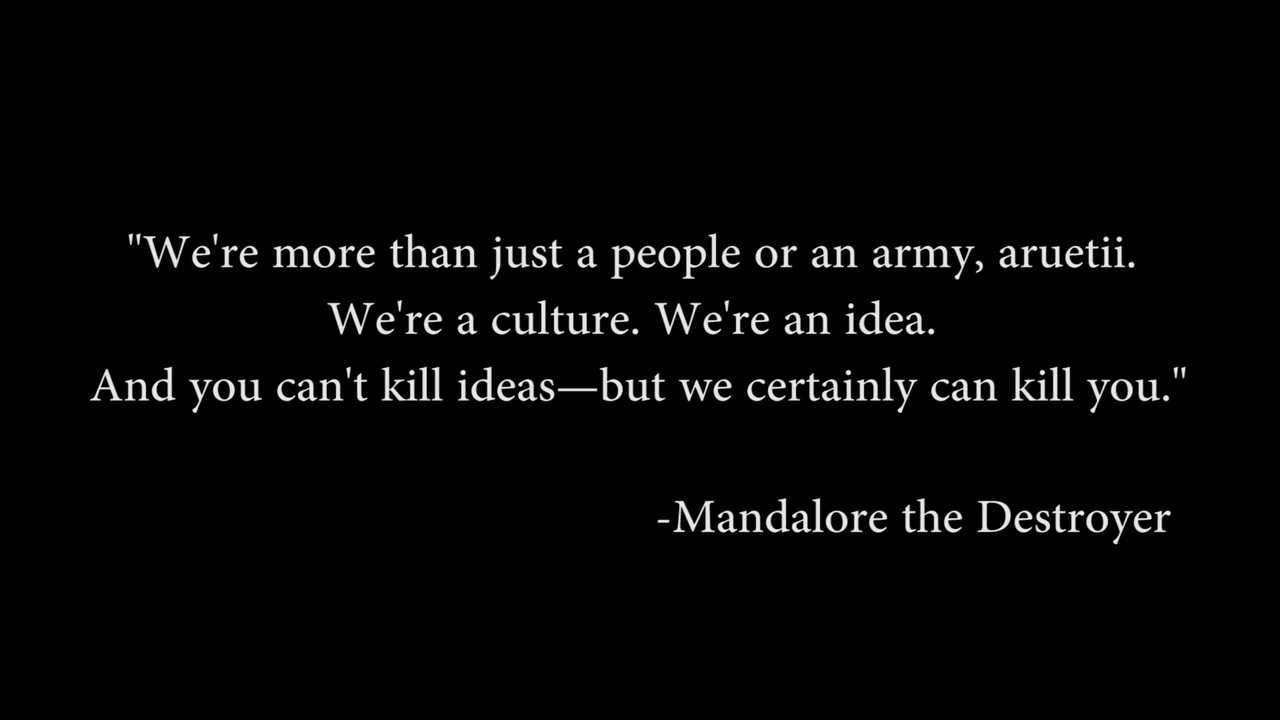 "We're more than just a people or an army, aruetii.
We're a culture. We're an idea.
And you can't kill ideas—but we certainly can kill you."
-Mandalore the Destroyer